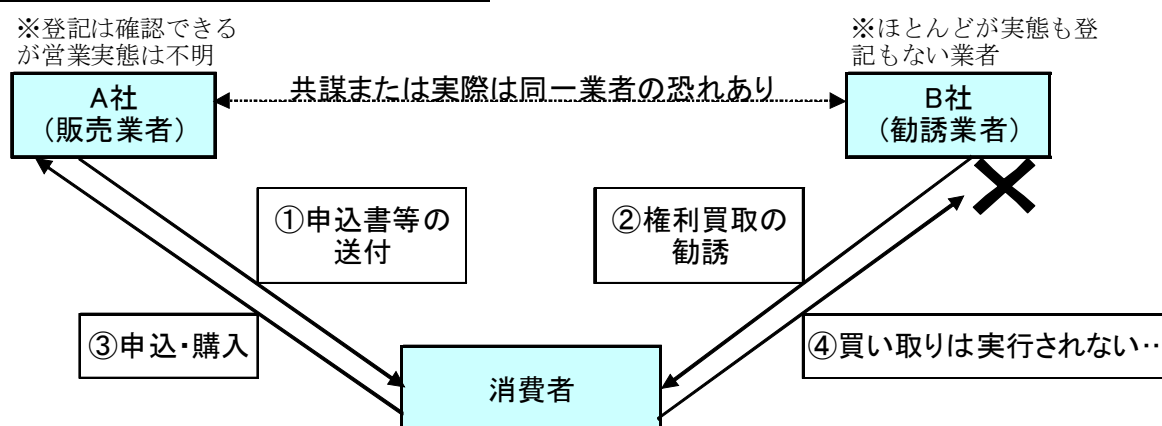 ※登記は確認できる
が営業実態は不明
※ほとんどが実態も登
記もない業者
A社
（販売業者）
共謀または実際は同一業者の恐れあり
B社
（勧誘業者）
①申込書等の
送付
②権利買取の
勧誘
③申込・購入
④買い取りは実行されない‥
消費者